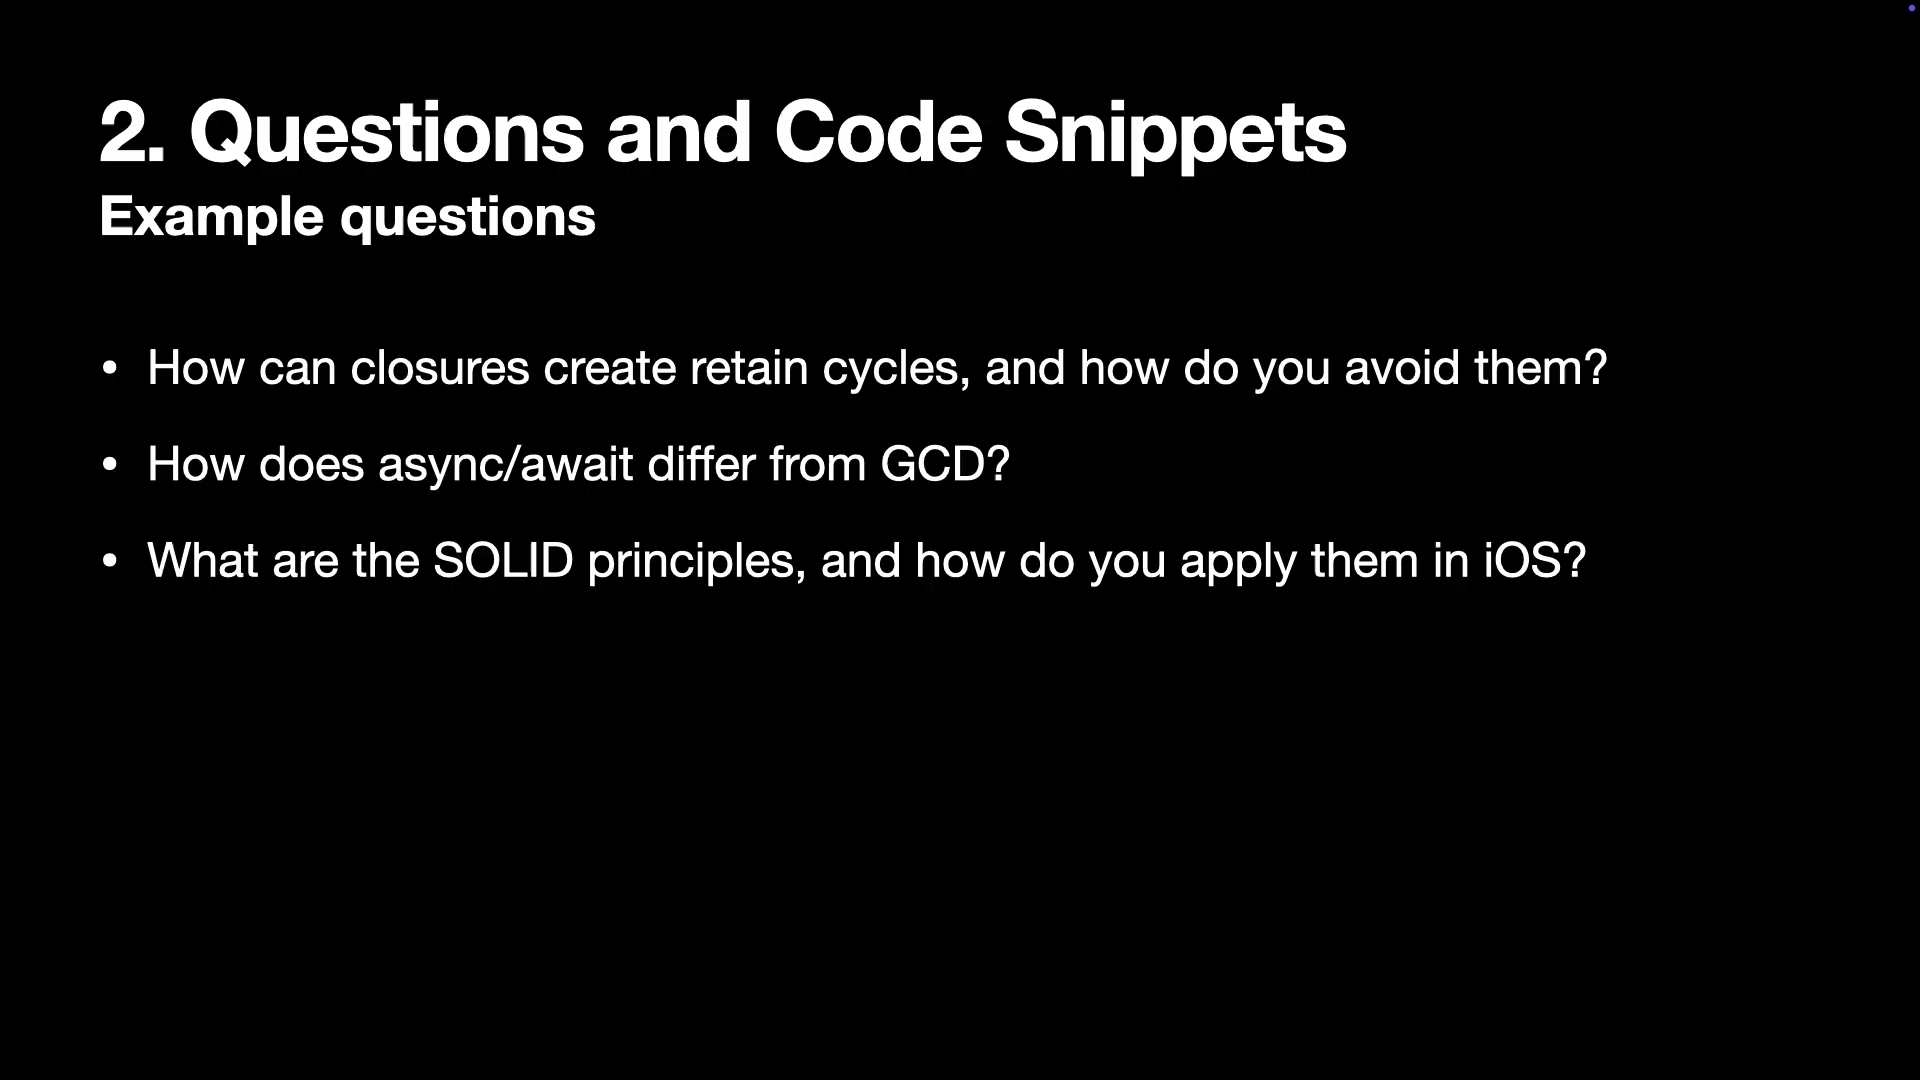 2. Questions and Code Snippets
Example questions
• How can closures create retain cycles, and how do you avoid them?
• How does async/await differ from GCD?
• What are the SOLID principles, and how do you apply them in iOS?